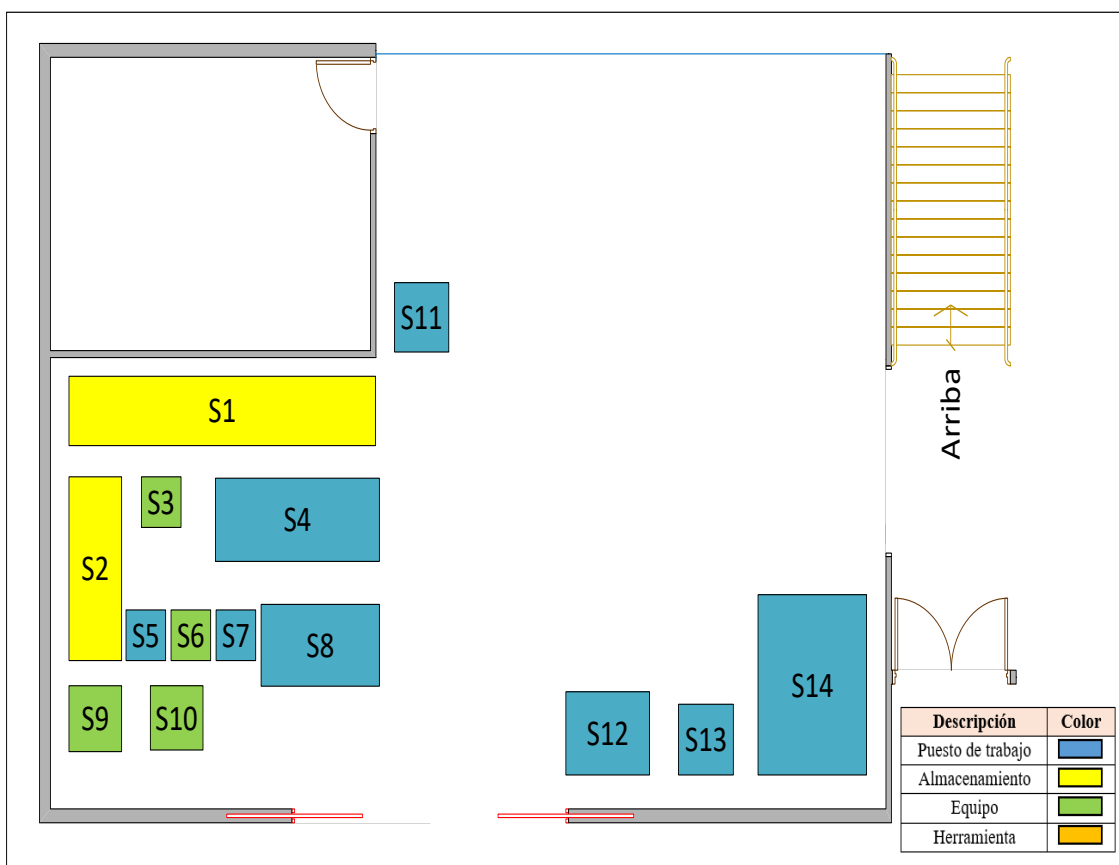 S11
S1
Arriba
S3
S4
S2
S5
S6
S7
S8
S9
S10
S12
S13
S14
Descripción Color
Puesto de trabajo
Almacenamiento
Equipo
Herramienta